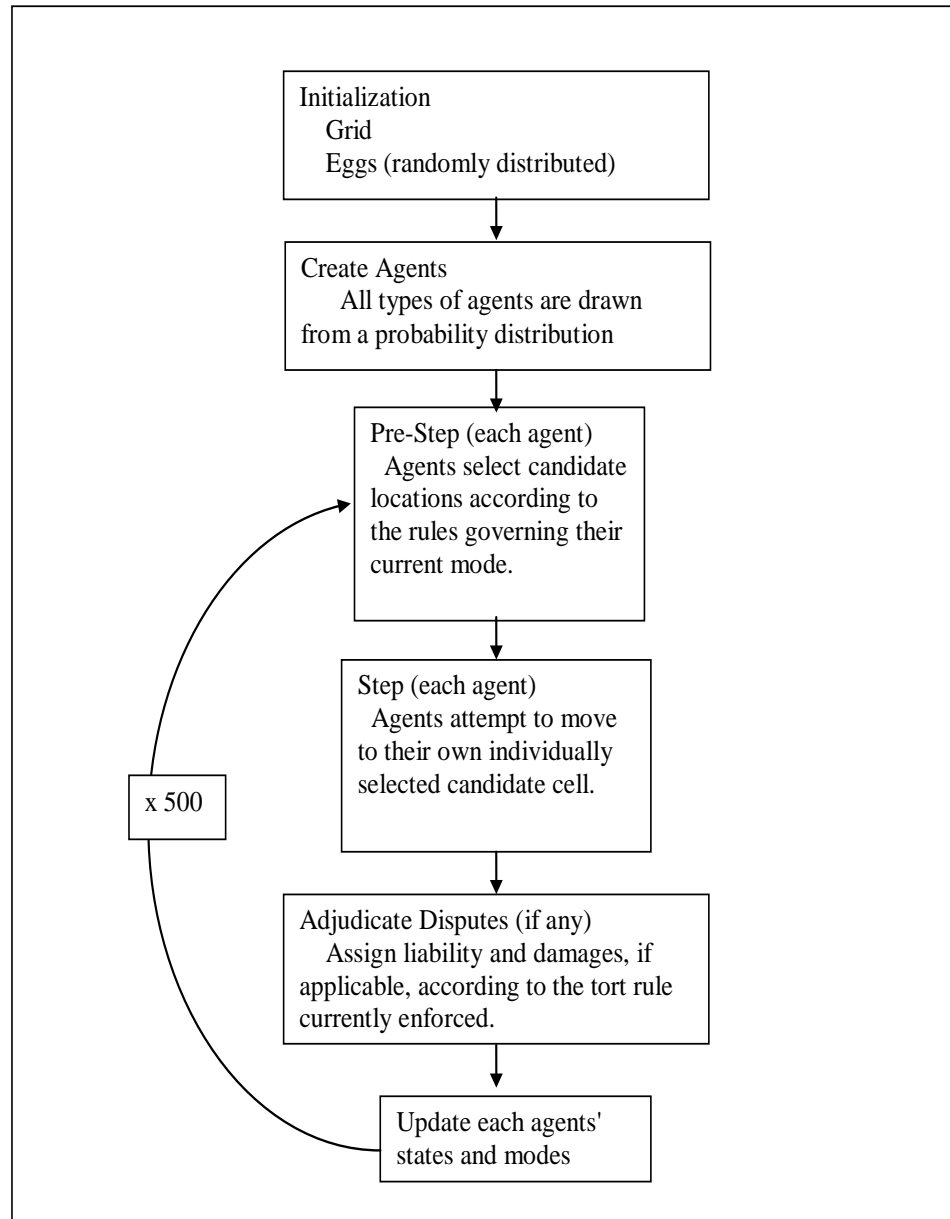 Initialization
Grid
Eggs (randomly distributed)
Create Agents
All types of agents are drawn
from a probability distribution
Pre-Step (each agent)
Agents select candidate
locations according to
the rules governing their
current mode.
Step (each agent)
Agents attempt to move
to their own individually
selected candidate cell.
x 500
Adjudicate Disputes (if any)
Assign liability and damages, if
applicable, according to the tort rule
currently enforced.
Update each agents'
states and modes